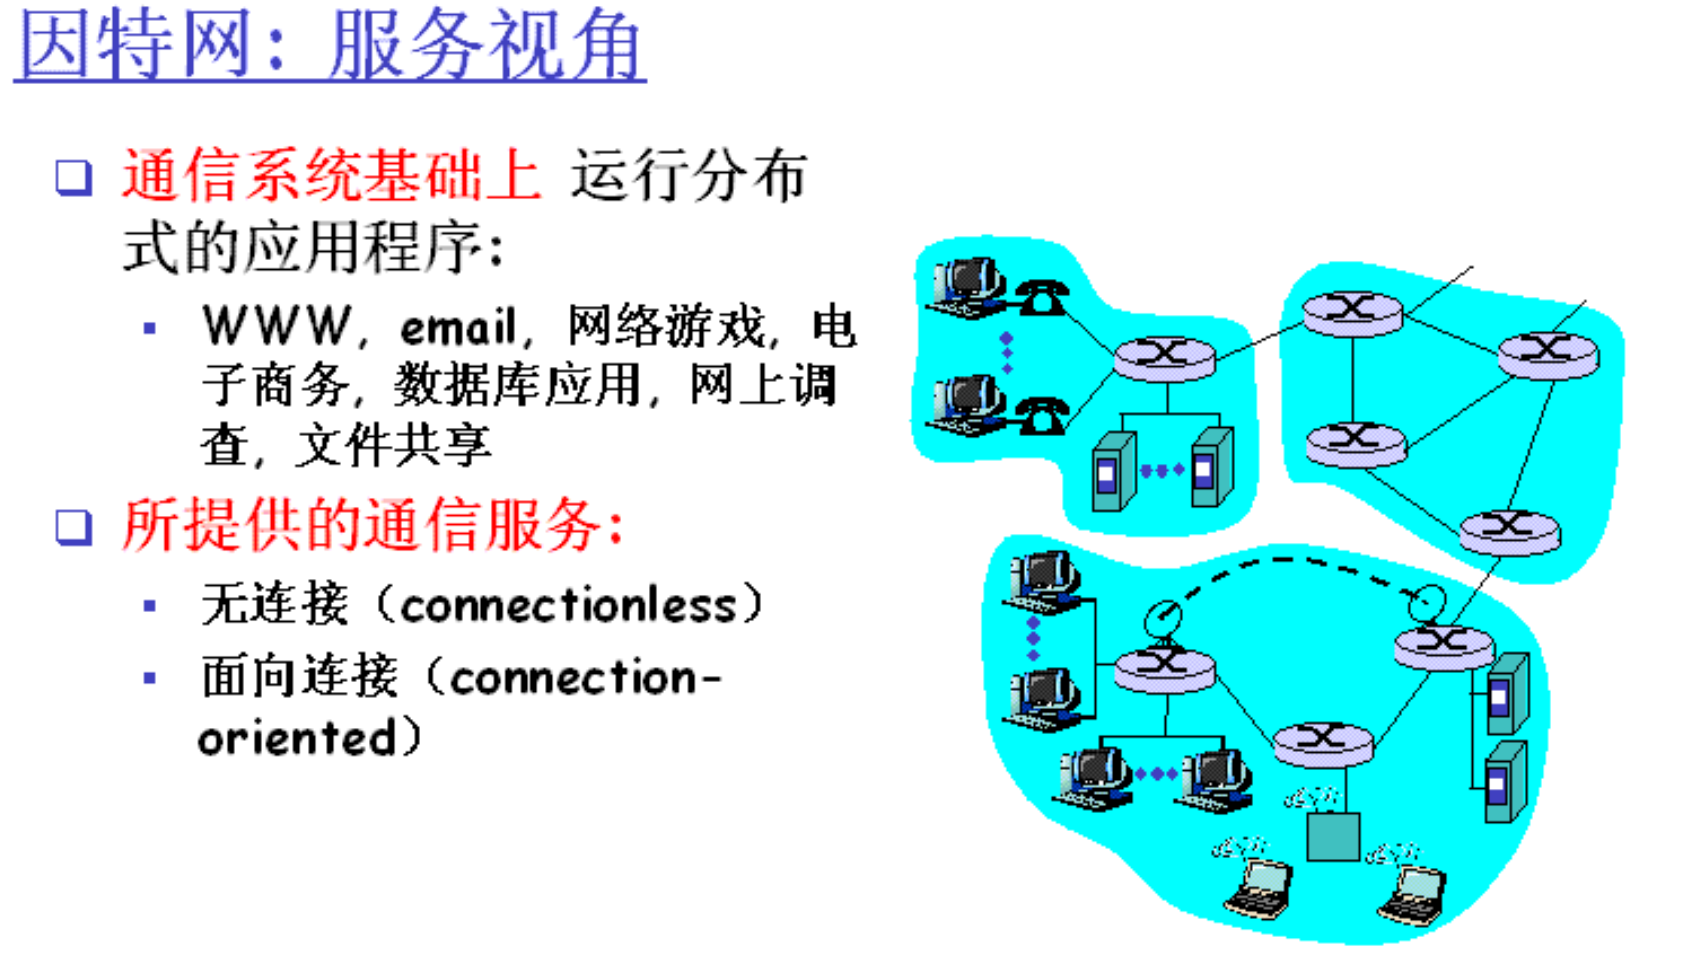 因特网：服务视角
通信系统基础上 运行分布
式的应用程序：
WWW，email，网络游戏，电
子商务，数据库应用，网上调
查，文件共享
所提供的通信服务：
无连接（connectionless）
面向连接（connection-
oriented）